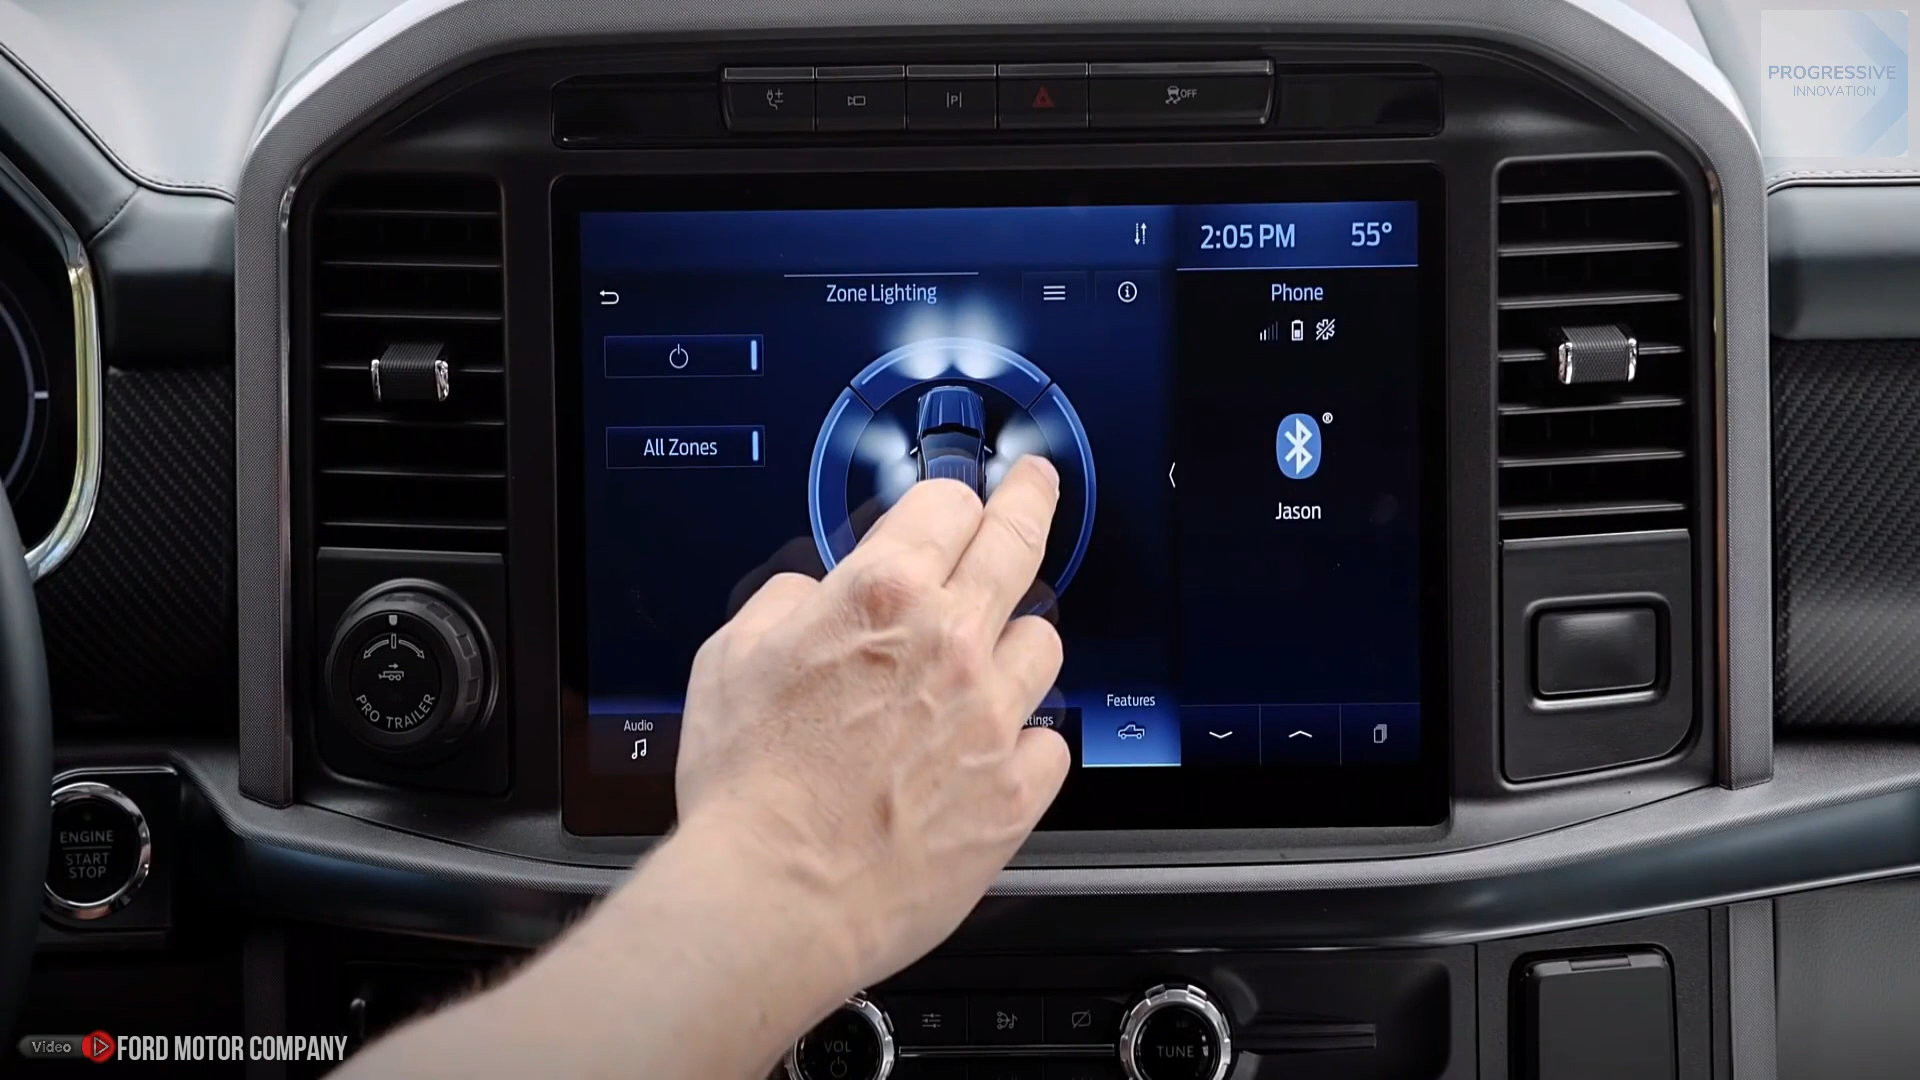 PROGRESSIVE
INNOVATION
|P|
OFF
2:05 PM 55°
Zone Lighting
Phone
All Zones
Jason
PRO TRAILER
Features
Audio
ENGINE
START
STOP
VOL
TUNE
Video
FORD MOTOR COMPANY